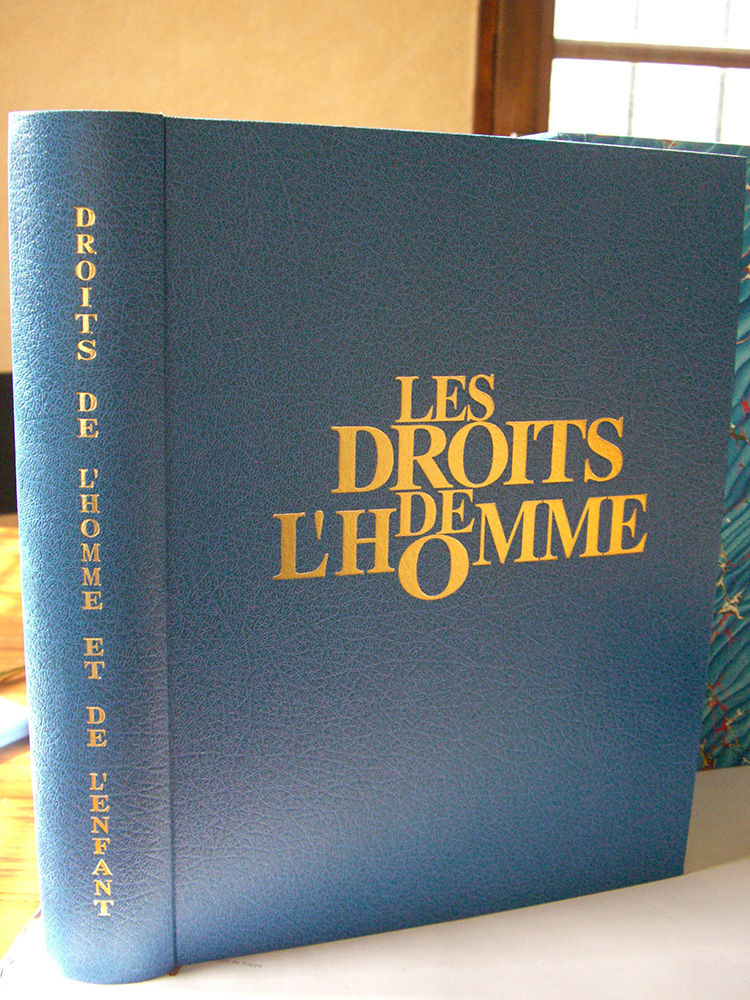 DROITS DE L'HOMME ET DE L'ENFANT
LES
DROITS
DE
L'HOMME